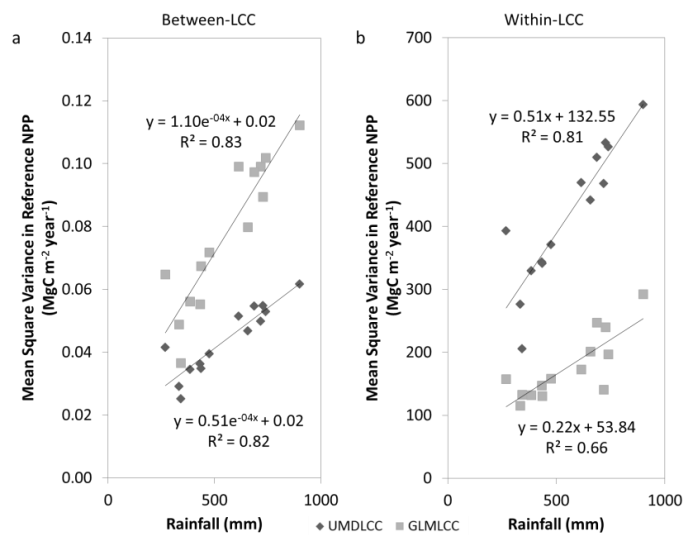 Between-LCC
Within-LCC
a
b
Mean Square Variance in Reference NPP
(MgC m⁻² year⁻¹)
0.14
0.12
0.10
0.08
0.06
0.04
0.02
0.00
y = 1.10e⁻⁰⁴ˣ + 0.02
R² = 0.83
y = 0.51e⁻⁰⁴ˣ + 0.02
R² = 0.82
0
500
1000
Rainfall (mm)
Mean Square Variance in Reference NPP
(MgC m⁻² year⁻¹)
700
600
500
400
300
200
100
0
y = 0.51x + 132.55
R² = 0.81
y = 0.22x + 53.84
R² = 0.66
0
500
1000
Rainfall (mm)
UMDLCC GLMLCC